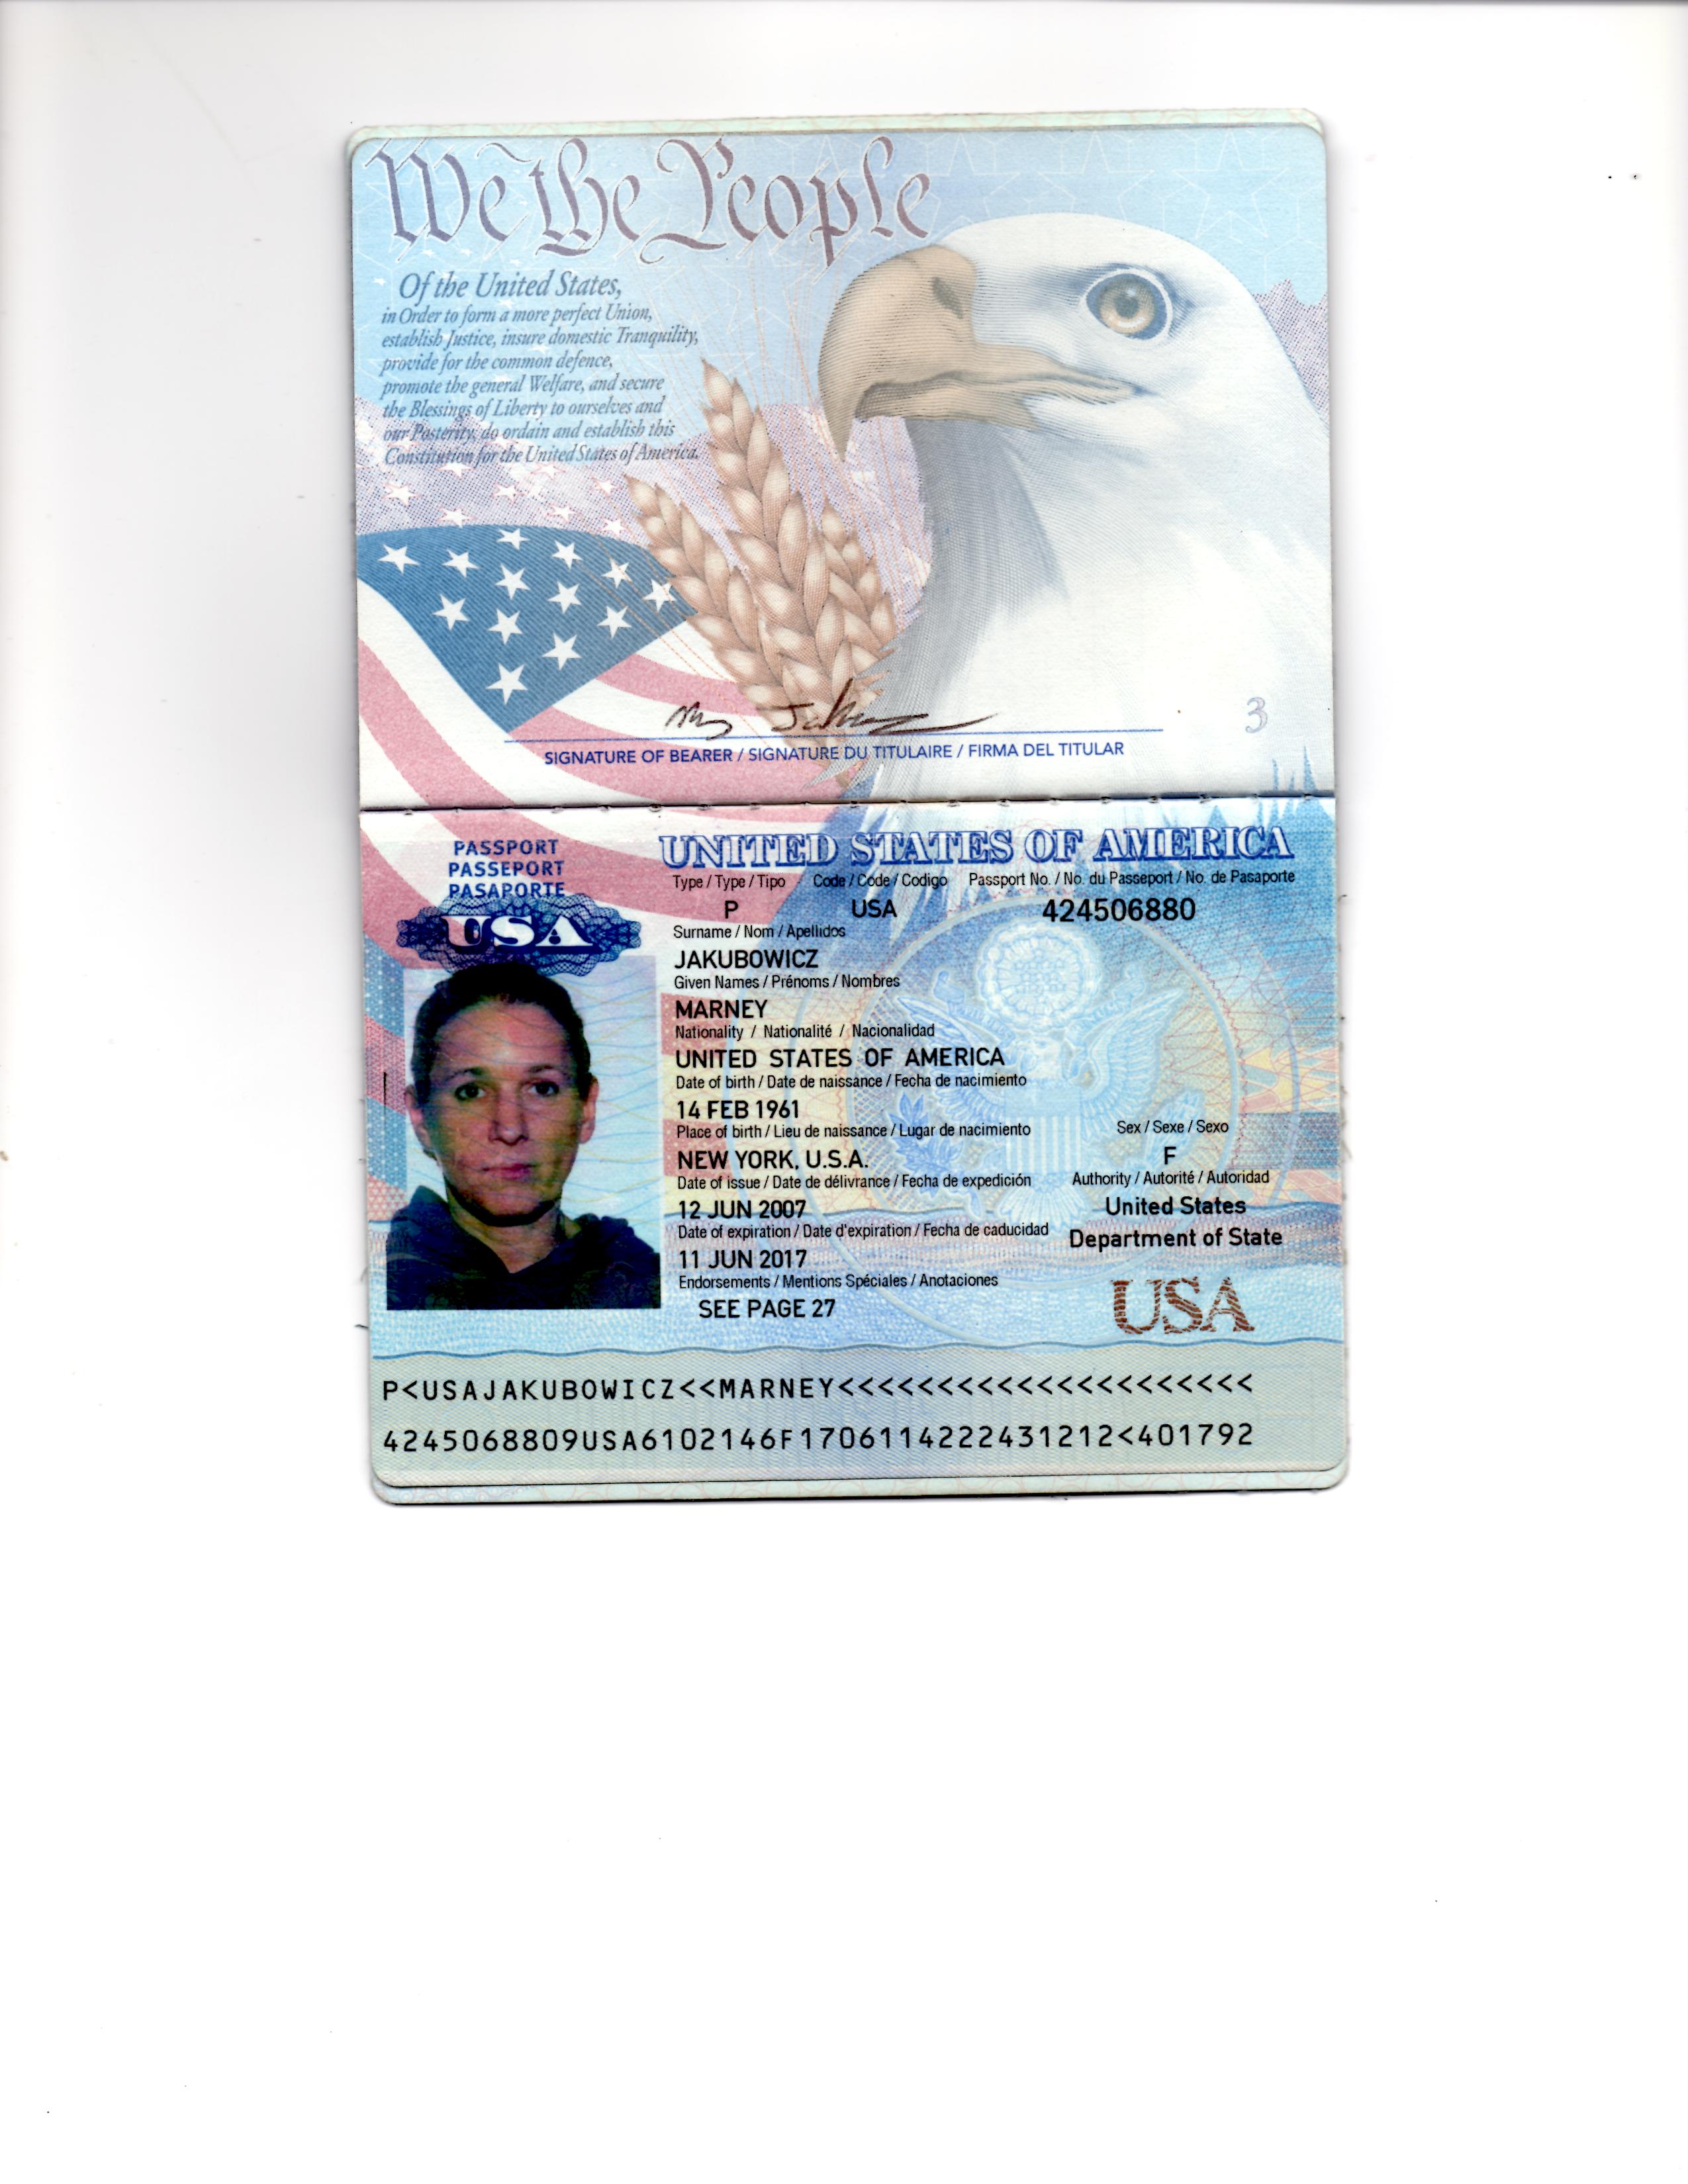 We the People
Of the United States,
in Order to form a more perfect Union,
establish Justice, insure domestic Tranquility,
provide for the common defence,
promote the general Welfare, and secure
the Blessings of Liberty to ourselves and
our Posterity, do ordain and establish this
Constitution for the United States of America.
3
SIGNATURE OF BEARER / SIGNATURE DU TITULAIRE / FIRMA DEL TITULAR
PASSPORT
PASSEPORT
PASAPORTE
USA
UNITED STATES OF AMERICA
Type / Type / Tipo Code / Code / Codigo Passport No. / No. du Passeport / No. de Pasaporte
P USA 424506880
Surname / Nom / Apellidos
JAKUBOWICZ
Given Names / Prénoms / Nombres
MARNEY
Nationality / Nationalité / Nacionalidad
UNITED STATES OF AMERICA
Date of birth / Date de naissance / Fecha de nacimiento
14 FEB 1961
Place of birth / Lieu de naissance / Lugar de nacimiento Sex / Sexe / Sexo
NEW YORK, U.S.A. F
Date of issue / Date de délivrance / Fecha de expedición Authority / Autorité / Autoridad
12 JUN 2007 United States
Date of expiration / Date d'expiration / Fecha de caducidad Department of State
11 JUN 2017
Endorsements / Mentions Spéciales / Anotaciones
SEE PAGE 27 USA
P<USAJAKUBOWICZ<<MARNEY<<<<<<<<<<<<<<<<<<<<<
4245068809USA6102146F1706114222431212<401792